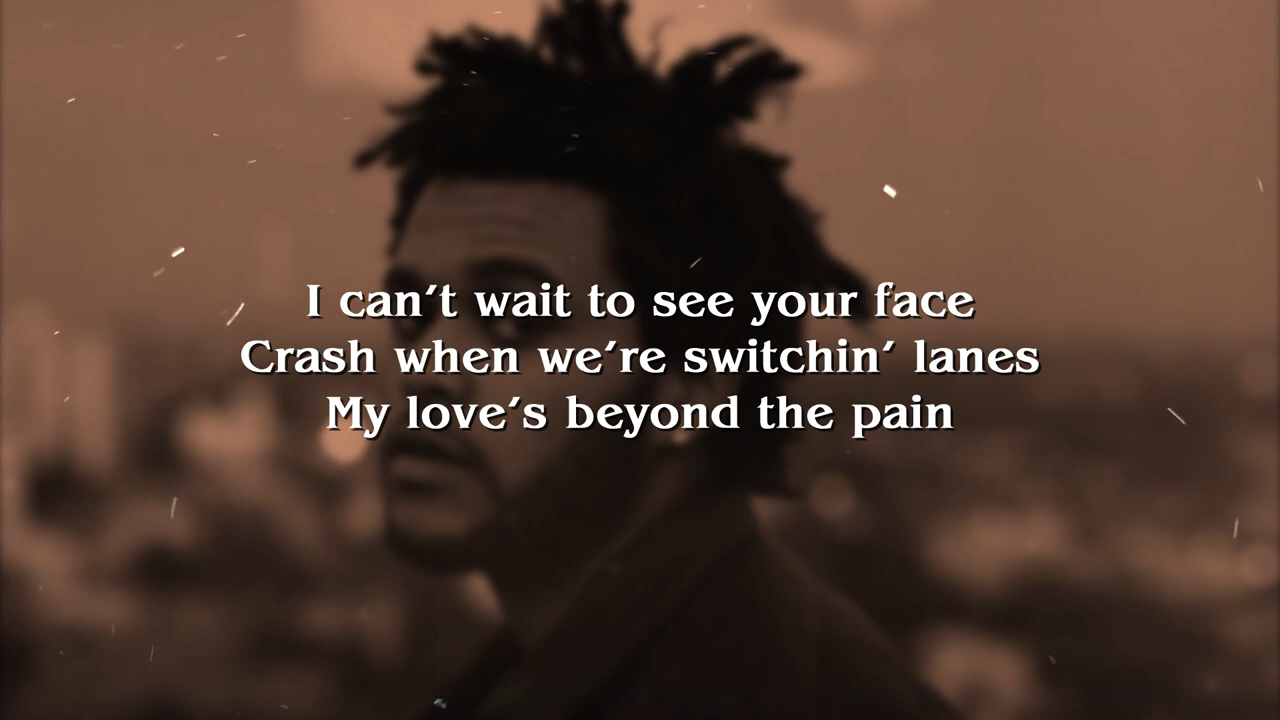 I can't wait to see your face
Crash when we're switchin' lanes
My love's beyond the pain